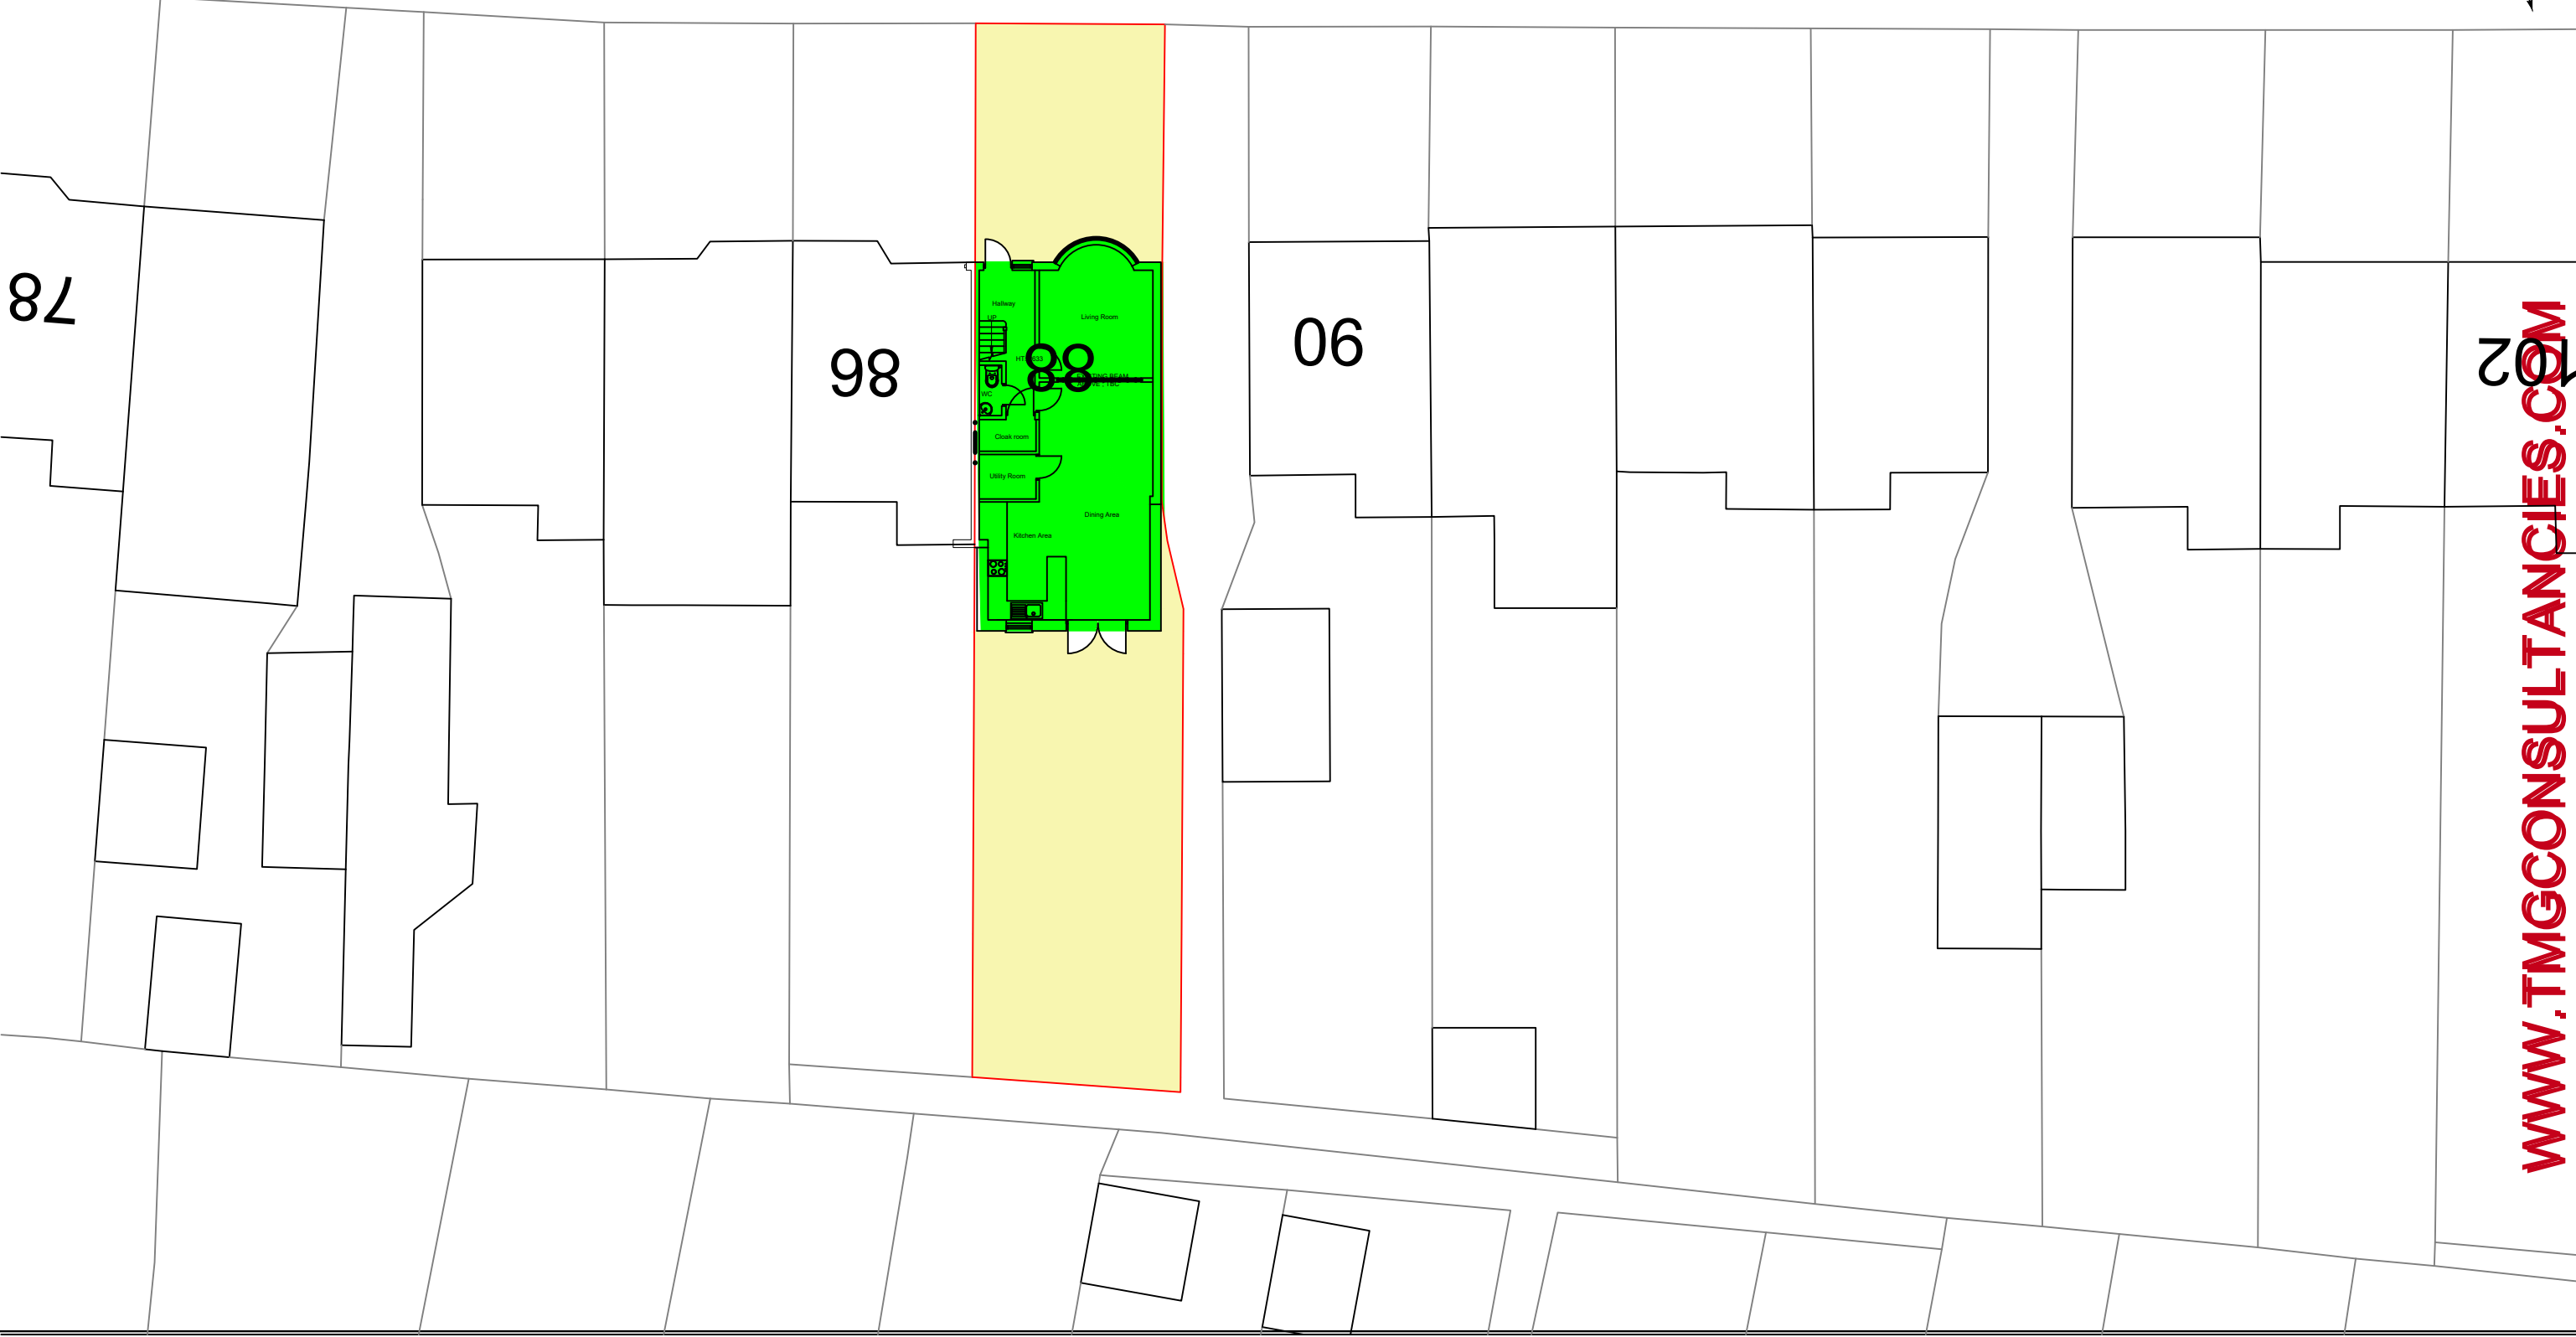 78
86
88
90
102
Hallway
Living Room
UP
WC
Cloak room
Utility Room
Dining Area
Kitchen Area
WWW.TMGCONSULTANCIES.COM